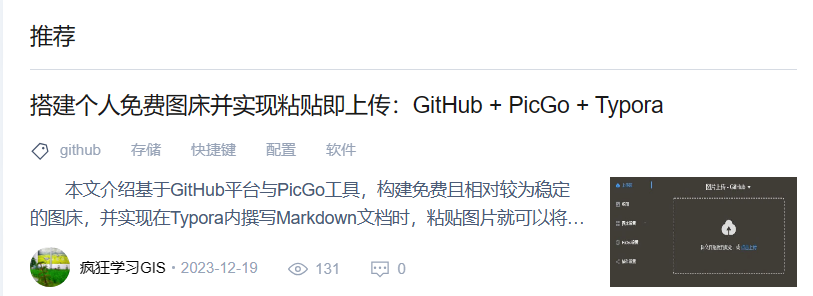 推荐
搭建个人免费图床并实现粘贴即上传：GitHub + PicGo + Typora
github 存储 快捷键 配置 软件
本文介绍基于GitHub平台与PicGo工具，构建免费且相对较为稳定
的图床，并实现在Typora内撰写Markdown文档时，粘贴图片就可以将…
图片上传 - GitHub
疯狂学习GIS · 2023-12-19 131 0